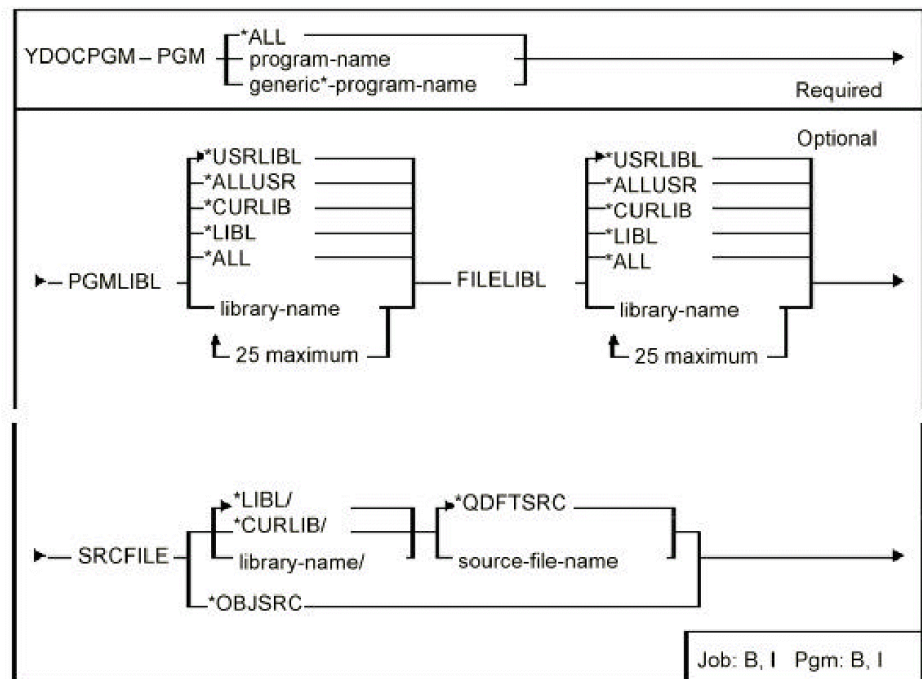 *ALL
YDOCPGM – PGM program-name
generic*-program-name
Required
Optional
*USRLIBL *USRLIBL
*ALLUSR *ALLUSR
*CURLIB *CURLIB
*LIBL *LIBL
*ALL *ALL
PGMLIBL FILELIBL
library-name library-name
25 maximum 25 maximum
*LIBL/ *QDFTSRC
*CURLIB/
SRCFILE library-name/ source-file-name
*OBJSRC
Job: B, I Pgm: B, I